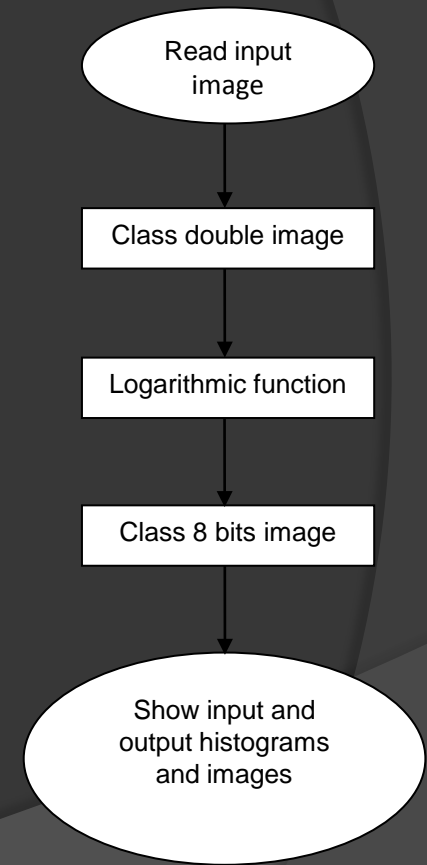 Read input
image
Class double image
Logarithmic function
Class 8 bits image
Show input and
output histograms
and images